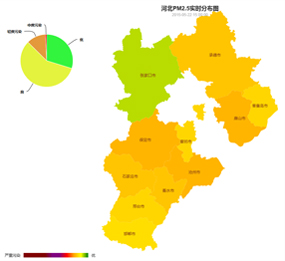 河北PM2.5实时分布图
优
良
轻度污染
中度污染
张家口市
承德市
秦皇岛市
唐山市
保定市
廊坊市
沧州市
石家庄市
衡水市
邢台市
邯郸市
严重污染
优